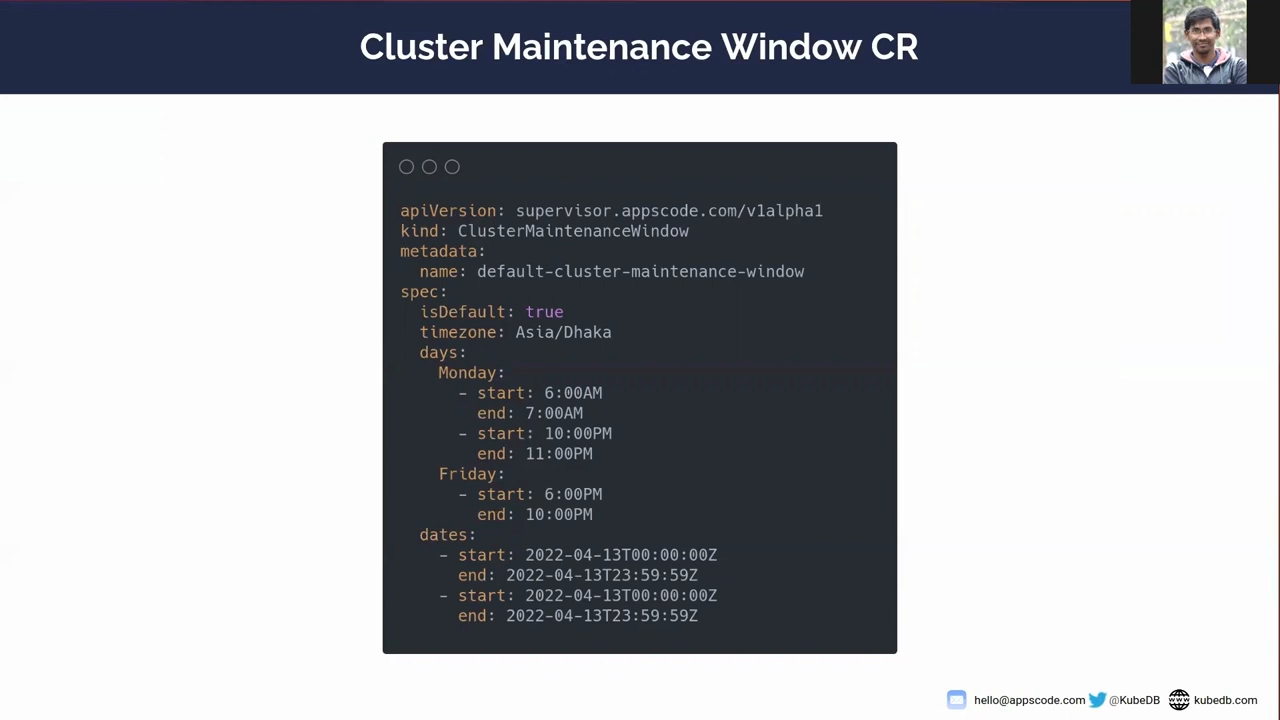 Cluster Maintenance Window CR
apiVersion: supervisor.appscode.com/v1alpha1
kind: ClusterMaintenanceWindow
metadata:
  name: default-cluster-maintenance-window
spec:
  isDefault: true
  timezone: Asia/Dhaka
  days:
    Monday:
      - start: 6:00AM
        end: 7:00AM
      - start: 10:00PM
        end: 11:00PM
    Friday:
      - start: 6:00PM
        end: 10:00PM
  dates:
    - start: 2022-04-13T00:00:00Z
      end: 2022-04-13T23:59:59Z
    - start: 2022-04-13T00:00:00Z
      end: 2022-04-13T23:59:59Z
hello@appscode.com @KubeDB kubedb.com